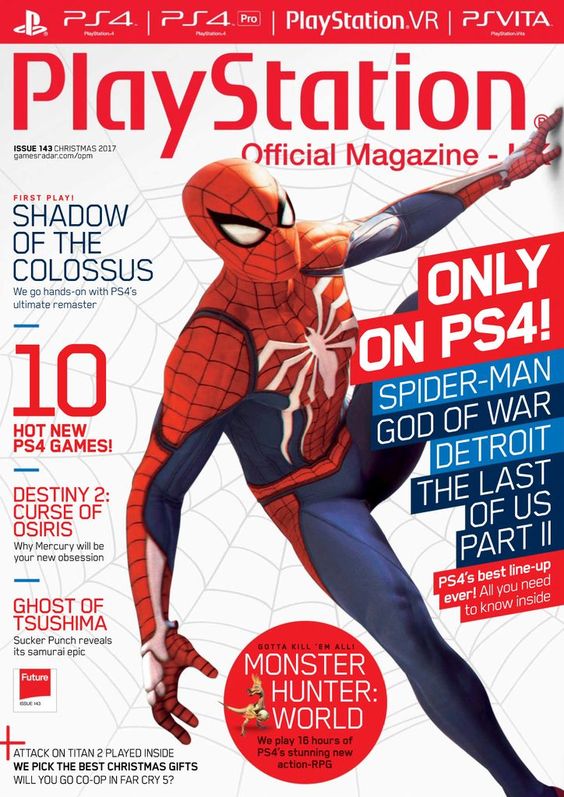 PS4 | PS4 Pro | PlayStation.VR | PSVITA
PlayStation.4 PlayStation.4 PlayStation.Vita
PlayStation®
Official Magazine -
ISSUE 143 CHRISTMAS 2017
gamesradar.com/opm
FIRST PLAY!
SHADOW
OF THE
COLOSSUS
We go hands-on with PS4's
ultimate remaster
10
HOT NEW
PS4 GAMES!
DESTINY 2:
CURSE OF
OSIRIS
Why Mercury will be
your new obsession
GHOST OF
TSUSHIMA
Sucker Punch reveals
its samurai epic
Future
ISSUE 143
+
ATTACK ON TITAN 2 PLAYED INSIDE
WE PICK THE BEST CHRISTMAS GIFTS
WILL YOU GO CO-OP IN FAR CRY 5?
ONLY
ON PS4!
SPIDER-MAN
GOD OF WAR
DETROIT
THE LAST
OF US
PART II
PS4's best line-up
ever! All you need
to know inside
GOTTA KILL 'EM ALL!
MONSTER
HUNTER:
WORLD
We play 16 hours of
PS4's stunning new
action-RPG